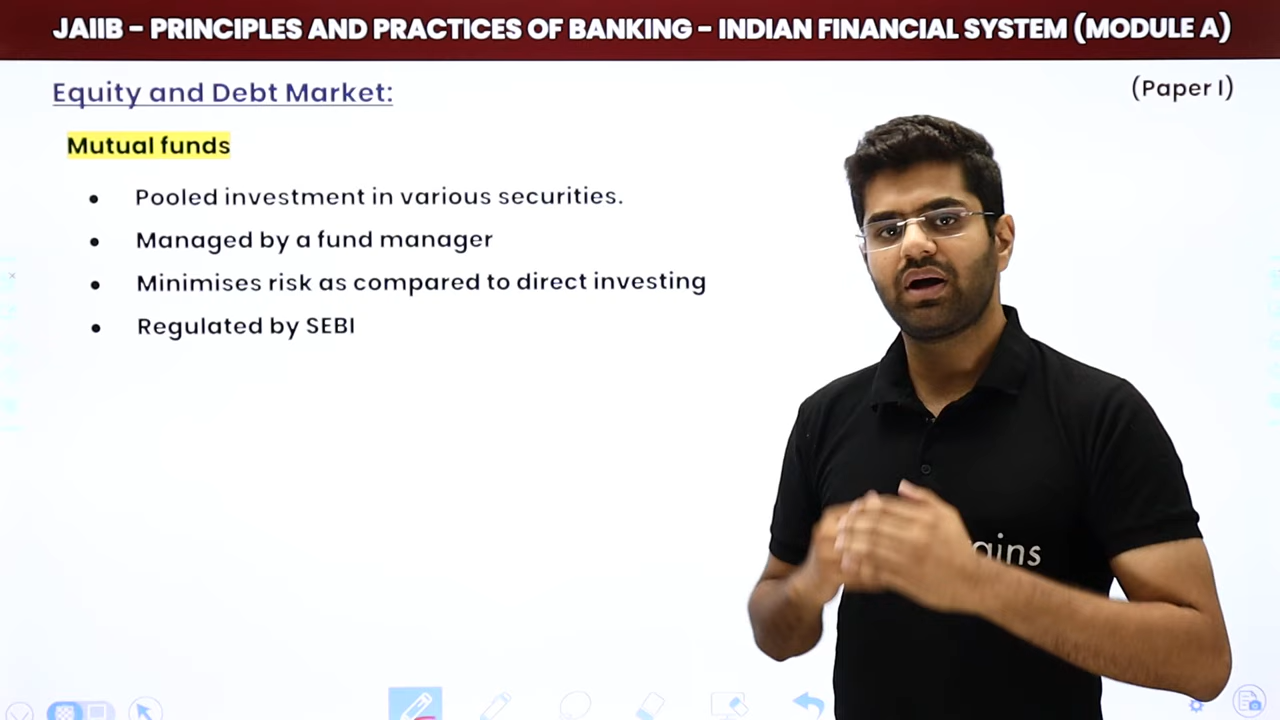 JAIIB - PRINCIPLES AND PRACTICES OF BANKING - INDIAN FINANCIAL SYSTEM (MODULE A)
Equity and Debt Market:
(Paper I)
Mutual funds
• Pooled investment in various securities.
• Managed by a fund manager
• Minimises risk as compared to direct investing
• Regulated by SEBI